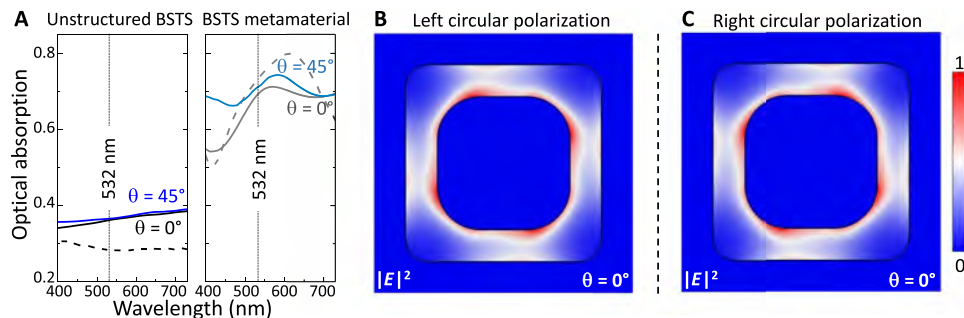 A Unstructured BSTS BSTS metamaterial
B Left circular polarization
C Right circular polarization
Optical absorption
0.8
0.6
0.4
0.2
532 nm
θ = 45°
θ = 0°
400 500 600 700
532 nm
θ = 45°
θ = 0°
400 500 600 700
Wavelength (nm)
|E|² θ = 0°
|E|² θ = 0°
1
0